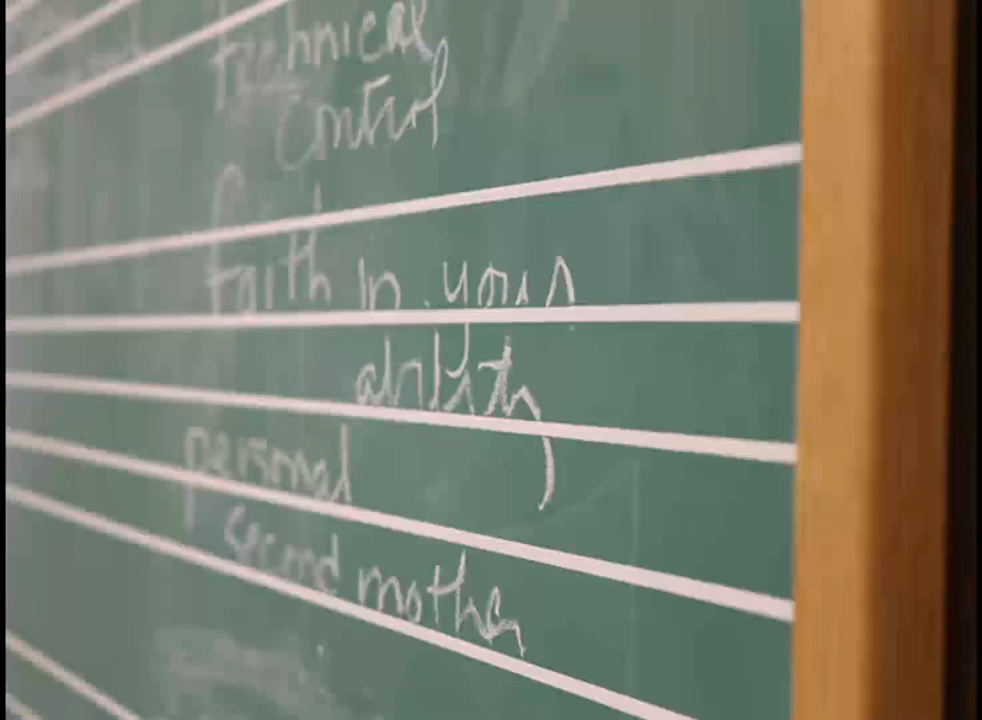 technical
control
faith in your
ability
personal
second mother